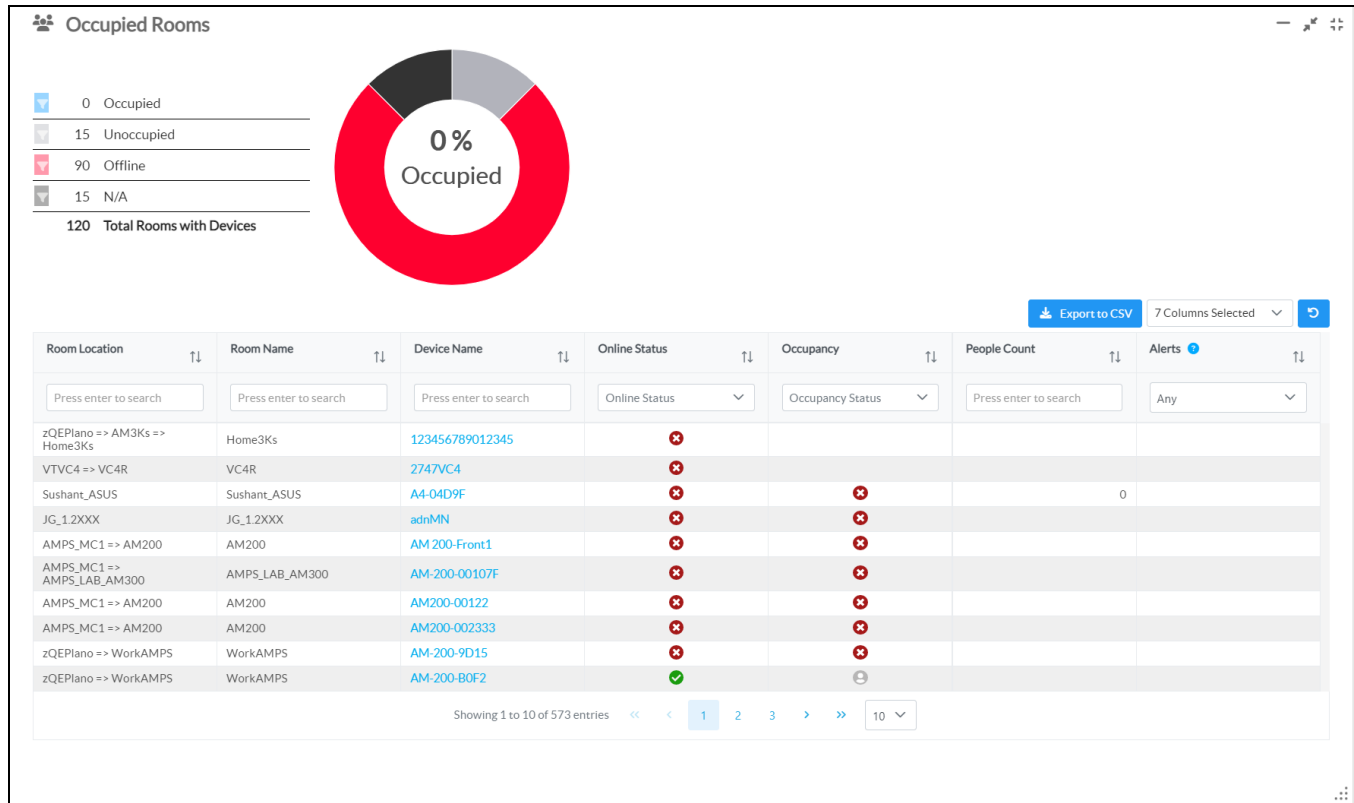 Occupied Rooms
0 Occupied
15 Unoccupied
90 Offline
15 N/A
120 Total Rooms with Devices
0 %
Occupied
Export to CSV 7 Columns Selected
Room Location Room Name Device Name Online Status Occupancy People Count Alerts ?
Press enter to search Press enter to search Press enter to search Online Status Occupancy Status Press enter to search Any
zQEPlano => AM3Ks =>
Home3Ks Home3Ks 123456789012345
VTVC4 => VC4R VC4R 2747VC4
Sushant_ASUS Sushant_ASUS A4-04D9F 0
JG_1.2XXX JG_1.2XXX adnMN
AMPS_MC1 => AM200 AM200 AM 200-Front1
AMPS_MC1 =>
AMPS_LAB_AM300 AMPS_LAB_AM300 AM-200-00107F
AMPS_MC1 => AM200 AM200 AM200-00122
AMPS_MC1 => AM200 AM200 AM200-002333
zQEPlano => WorkAMPS WorkAMPS AM-200-9D15
zQEPlano => WorkAMPS WorkAMPS AM-200-B0F2
Showing 1 to 10 of 573 entries « < 1 2 3 > » 10